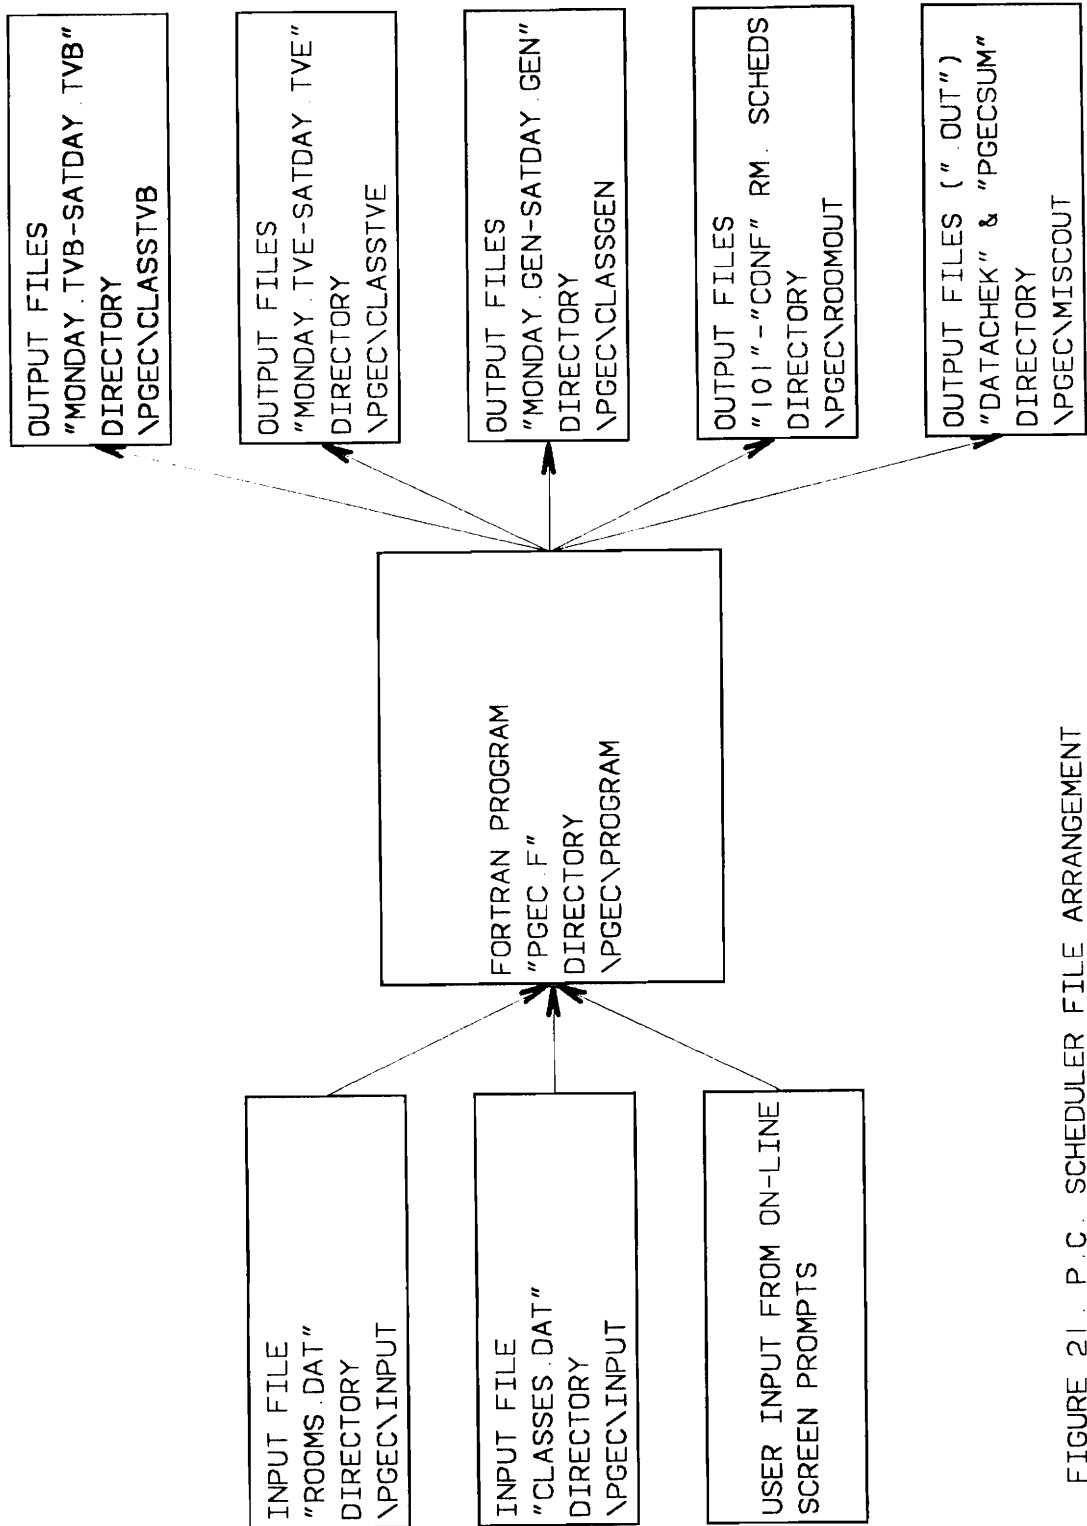 INPUT FILE
"ROOMS.DAT"
DIRECTORY
\PGEC\INPUT
INPUT FILE
"CLASSES.DAT"
DIRECTORY
\PGEC\INPUT
USER INPUT FROM ON-LINE
SCREEN PROMPTS
FORTRAN PROGRAM
"PGEC.F"
DIRECTORY
\PGEC\PROGRAM
OUTPUT FILES
"MONDAY.TVB-SATDAY.TVB"
DIRECTORY
\PGEC\CLASSTVB
OUTPUT FILES
"MONDAY.TVE-SATDAY.TVE"
DIRECTORY
\PGEC\CLASSTVE
OUTPUT FILES
"MONDAY.GEN-SATDAY.GEN"
DIRECTORY
\PGEC\CLASSGEN
OUTPUT FILES
"101"-"CONF" RM. SCHEDS
DIRECTORY
\PGEC\ROOMOUT
OUTPUT FILES (".OUT")
"DATACHEK" & "PGECSUM"
DIRECTORY
\PGEC\MISCOUT
FIGURE 21. P.C. SCHEDULER FILE ARRANGEMENT